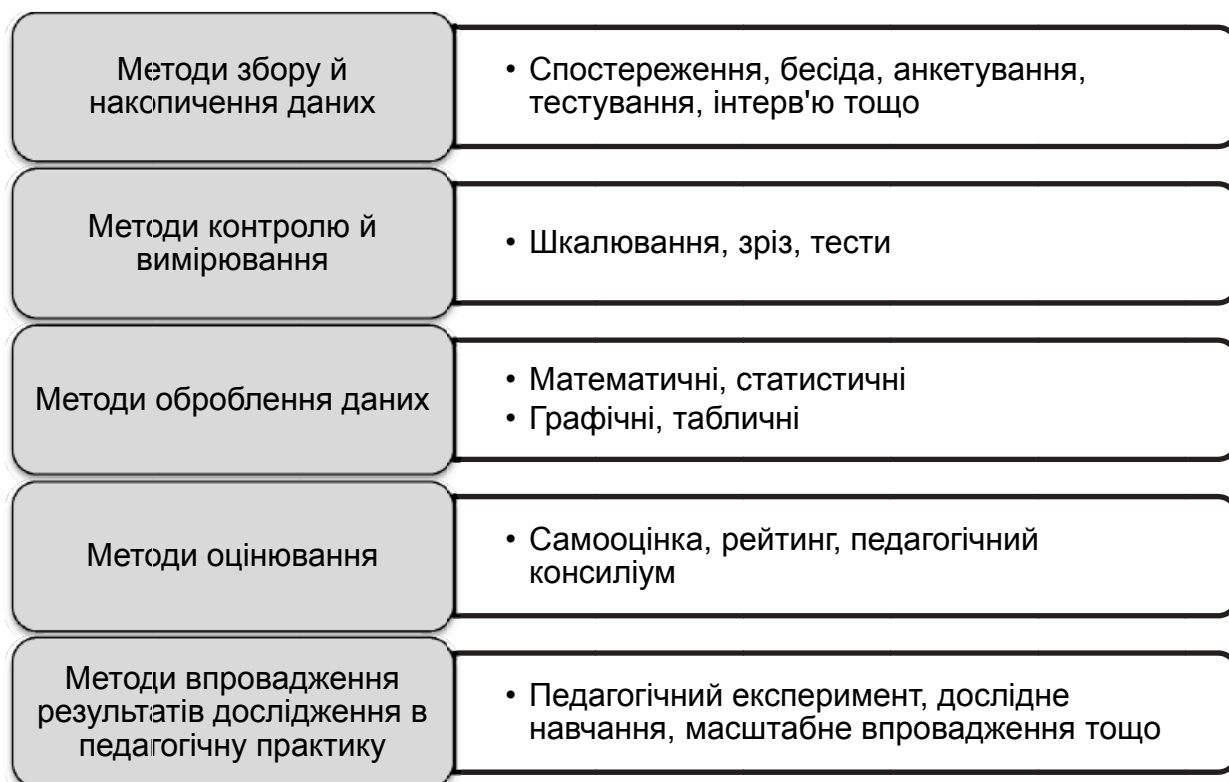 Методи збору й
накопичення даних
• Спостереження, бесіда, анкетування,
тестування, інтерв'ю тощо
Методи контролю й
вимірювання
• Шкалювання, зріз, тести
Методи оброблення даних
• Математичні, статистичні
• Графічні, табличні
Методи оцінювання
• Самооцінка, рейтинг, педагогічний
консиліум
Методи впровадження
результатів дослідження в
педагогічну практику
• Педагогічний експеримент, дослідне
навчання, масштабне впровадження тощо